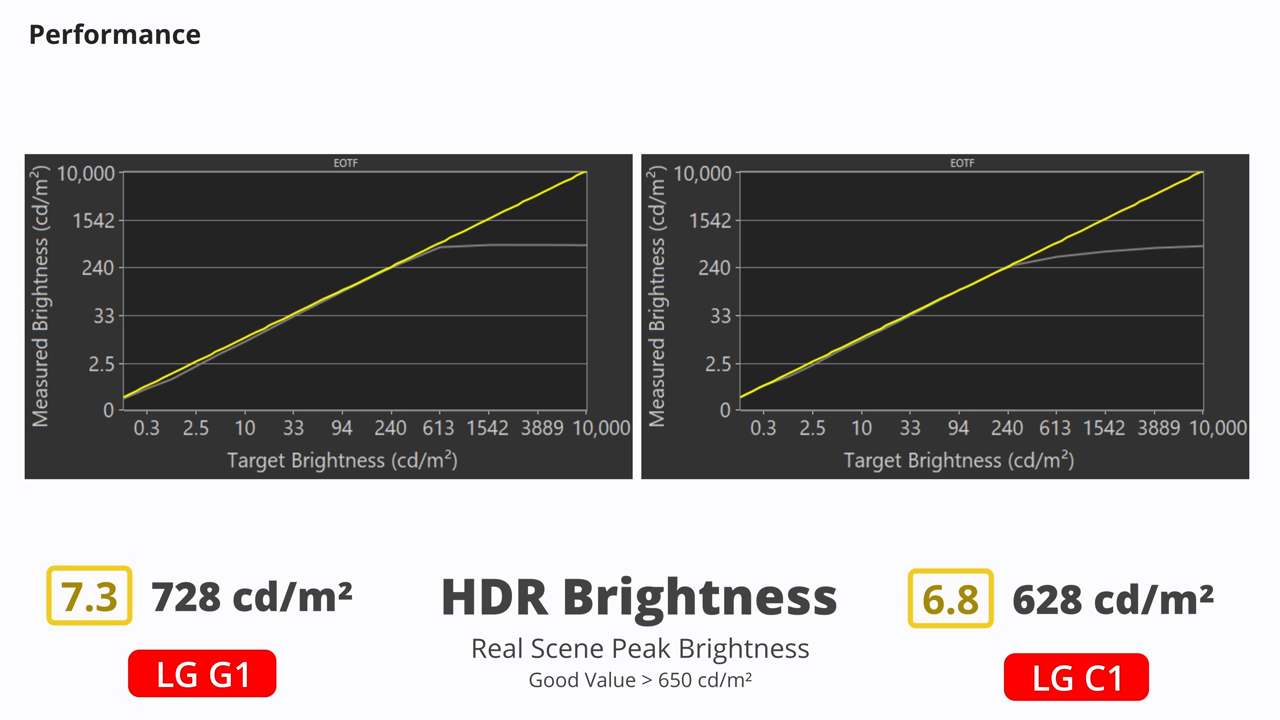 Performance
EOTF
Measured Brightness (cd/m²)
10,000
1542
240
33
2.5
0
0.3 2.5 10 33 94 240 613 1542 3889 10,000
Target Brightness (cd/m²)
EOTF
Measured Brightness (cd/m²)
10,000
1542
240
33
2.5
0
0.3 2.5 10 33 94 240 613 1542 3889 10,000
Target Brightness (cd/m²)
7.3 728 cd/m²
LG G1
HDR Brightness
Real Scene Peak Brightness
Good Value > 650 cd/m²
6.8 628 cd/m²
LG C1